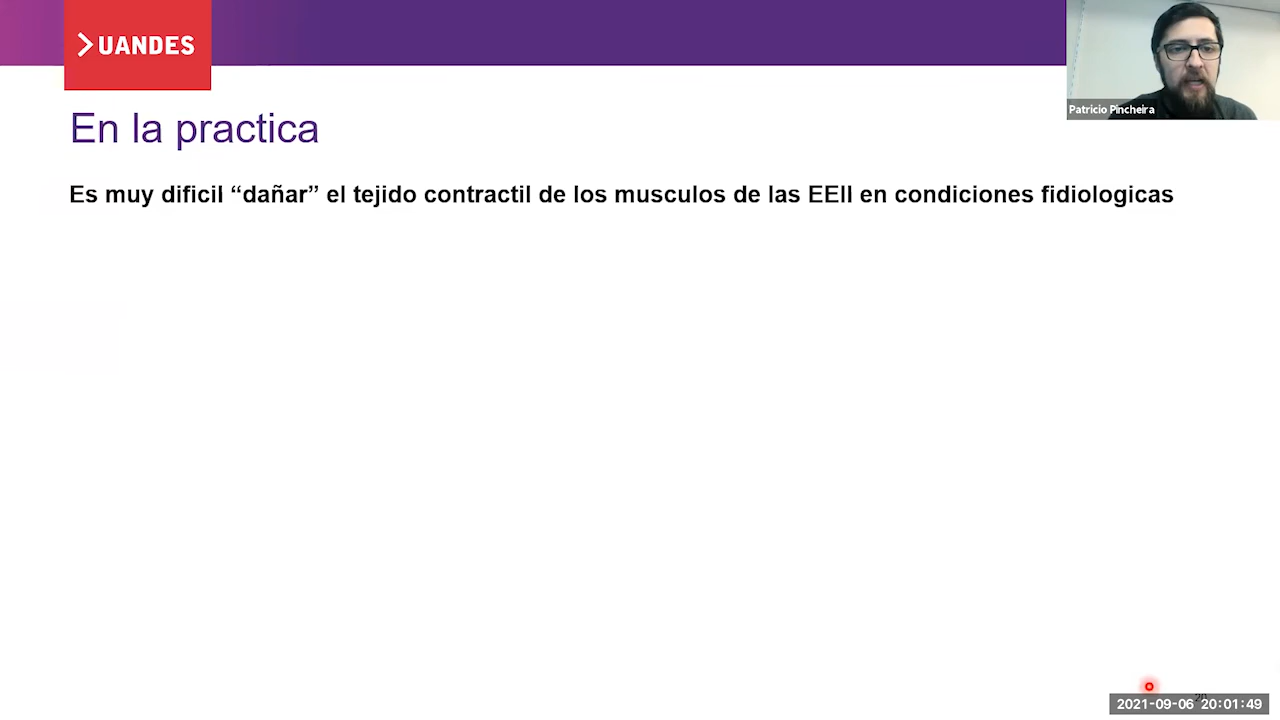 UANDES
Patricio Pincheira
En la practica
Es muy dificil “dañar” el tejido contractil de los musculos de las EEII en condiciones fidiologicas
2021-09-06 20:01:49